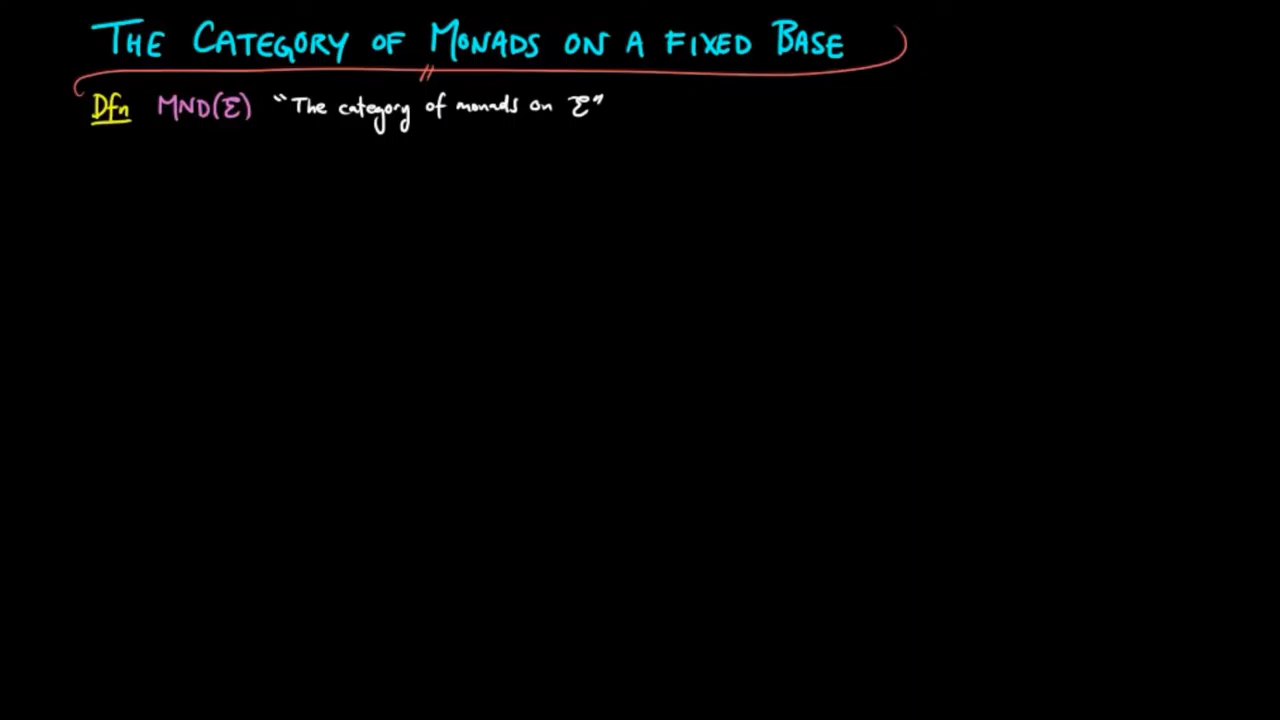 THE CATEGORY OF MONADS ON A FIXED BASE
Dfn MND(ℰ) "The category of monads on ℰ"